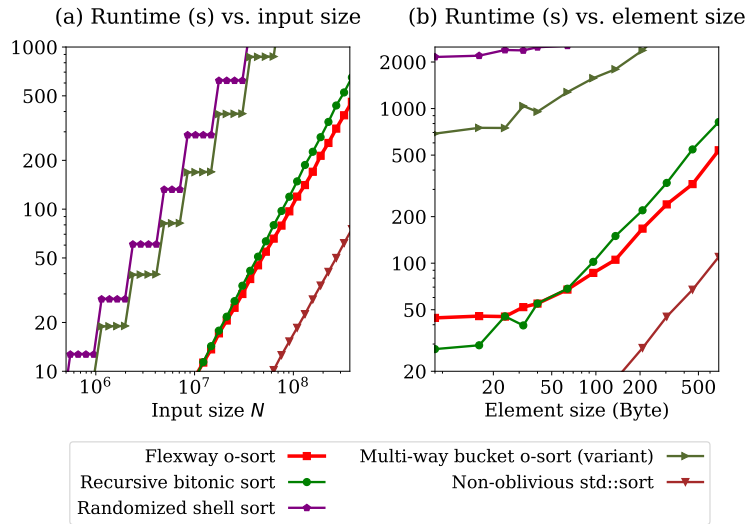 (a) Runtime (s) vs. input size
1000
500
200
100
50
20
10
10^6
10^7
10^8
Input size N
(b) Runtime (s) vs. element size
2000
1000
500
200
100
50
20
20
50
100
200
500
Element size (Byte)
Flexway o-sort
Recursive bitonic sort
Randomized shell sort
Multi-way bucket o-sort (variant)
Non-oblivious std::sort